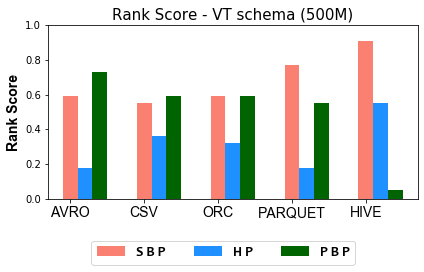 Rank Score - VT schema (500M)
Rank Score
1.0
0.8
0.6
0.4
0.2
0.0
AVRO CSV ORC PARQUET HIVE
S B P H P P B P